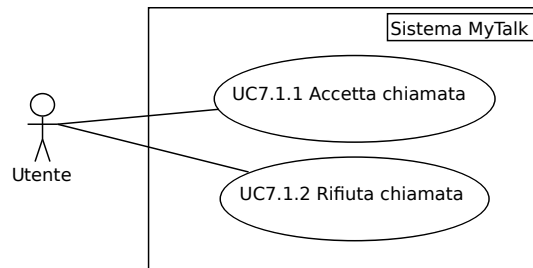 Sistema MyTalk
UC7.1.1 Accetta chiamata
Utente
UC7.1.2 Rifiuta chiamata